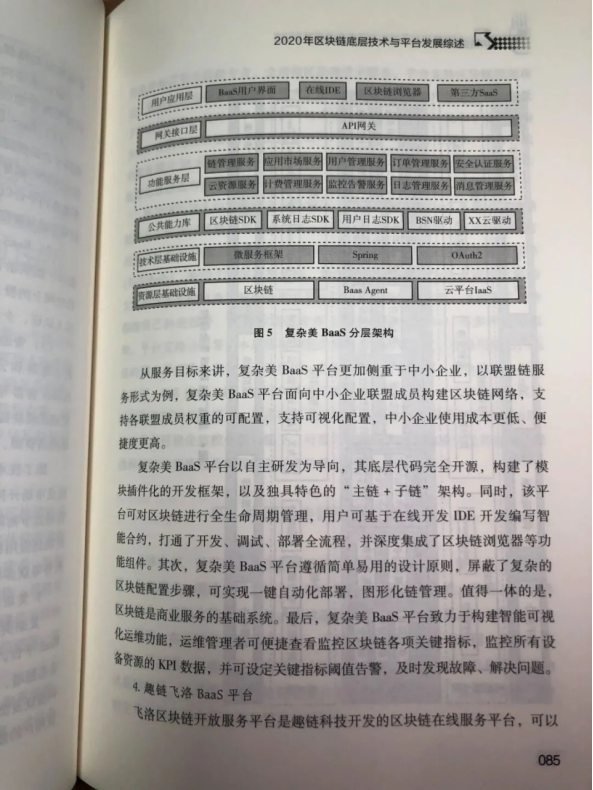 2020年区块链底层技术与平台发展综述
用户应用层 BaaS用户界面 在线IDE 区块链浏览器 第三方SaaS
网关接口层 API网关
功能服务层
链管理服务 应用市场服务 用户管理服务 订单管理服务 安全认证服务
云资源服务 计费管理服务 监控告警服务 日志管理服务 消息管理服务
公共能力库 区块链SDK 系统日志SDK 用户日志SDK BSN驱动 XX云驱动
技术层基础设施 微服务框架 Spring OAuth2
资源层基础设施 区块链 Baas Agent 云平台IaaS
图 5 复杂美 BaaS 分层架构
从服务目标来讲，复杂美 BaaS 平台更加侧重于中小企业，以联盟链服
务形式为例，复杂美 BaaS 平台面向中小企业联盟成员构建区块链网络，支
持各联盟成员权重的可配置，支持可视化配置，中小企业使用成本更低、便
捷度更高。
复杂美 BaaS 平台以自主研发为导向，其底层代码完全开源，构建了模
块插件化的开发框架，以及独具特色的“主链 + 子链”架构。同时，该平
台可对区块链进行全生命周期管理，用户可基于在线开发 IDE 开发编写智
能合约，打通了开发、调试、部署全流程，并深度集成了区块链浏览器等功
能组件。其次，复杂美 BaaS 平台遵循简单易用的设计原则，屏蔽了复杂的
区块链配置步骤，可实现一键自动化部署，图形化链管理。值得一体的是，
区块链是商业服务的基础系统。最后，复杂美 BaaS 平台致力于构建智能可视
化运维功能，运维管理者可便捷查看监控区块链各项关键指标，监控所有设
备资源的 KPI 数据，并可设定关键指标阈值告警，及时发现故障、解决问题。
4. 趣链飞洛 BaaS 平台
飞洛区块链开放服务平台是趣链科技开发的区块链在线服务平台，可以
085